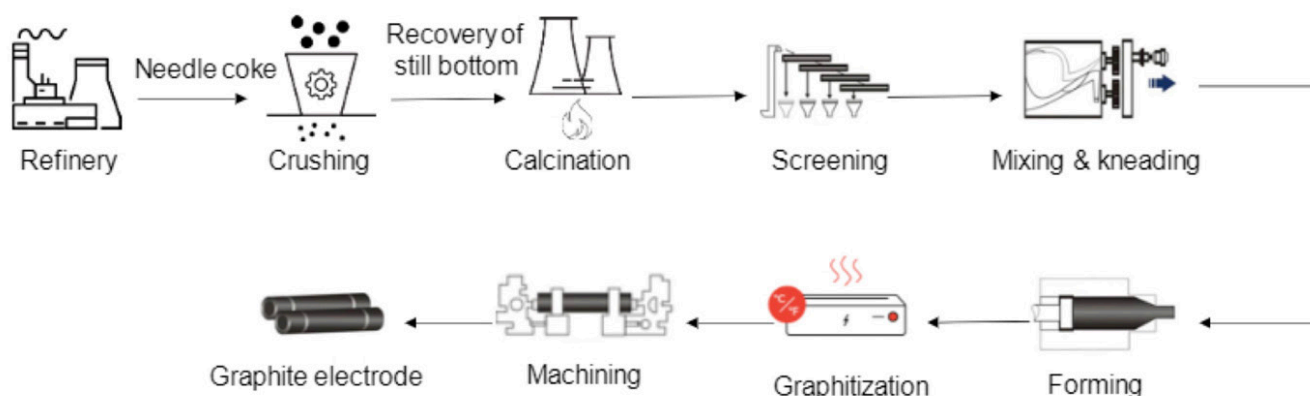 Needle coke
Recovery of
still bottom
Refinery
Crushing
Calcination
Screening
Mixing & kneading
°C/°F
Graphite electrode
Machining
Graphitization
Forming